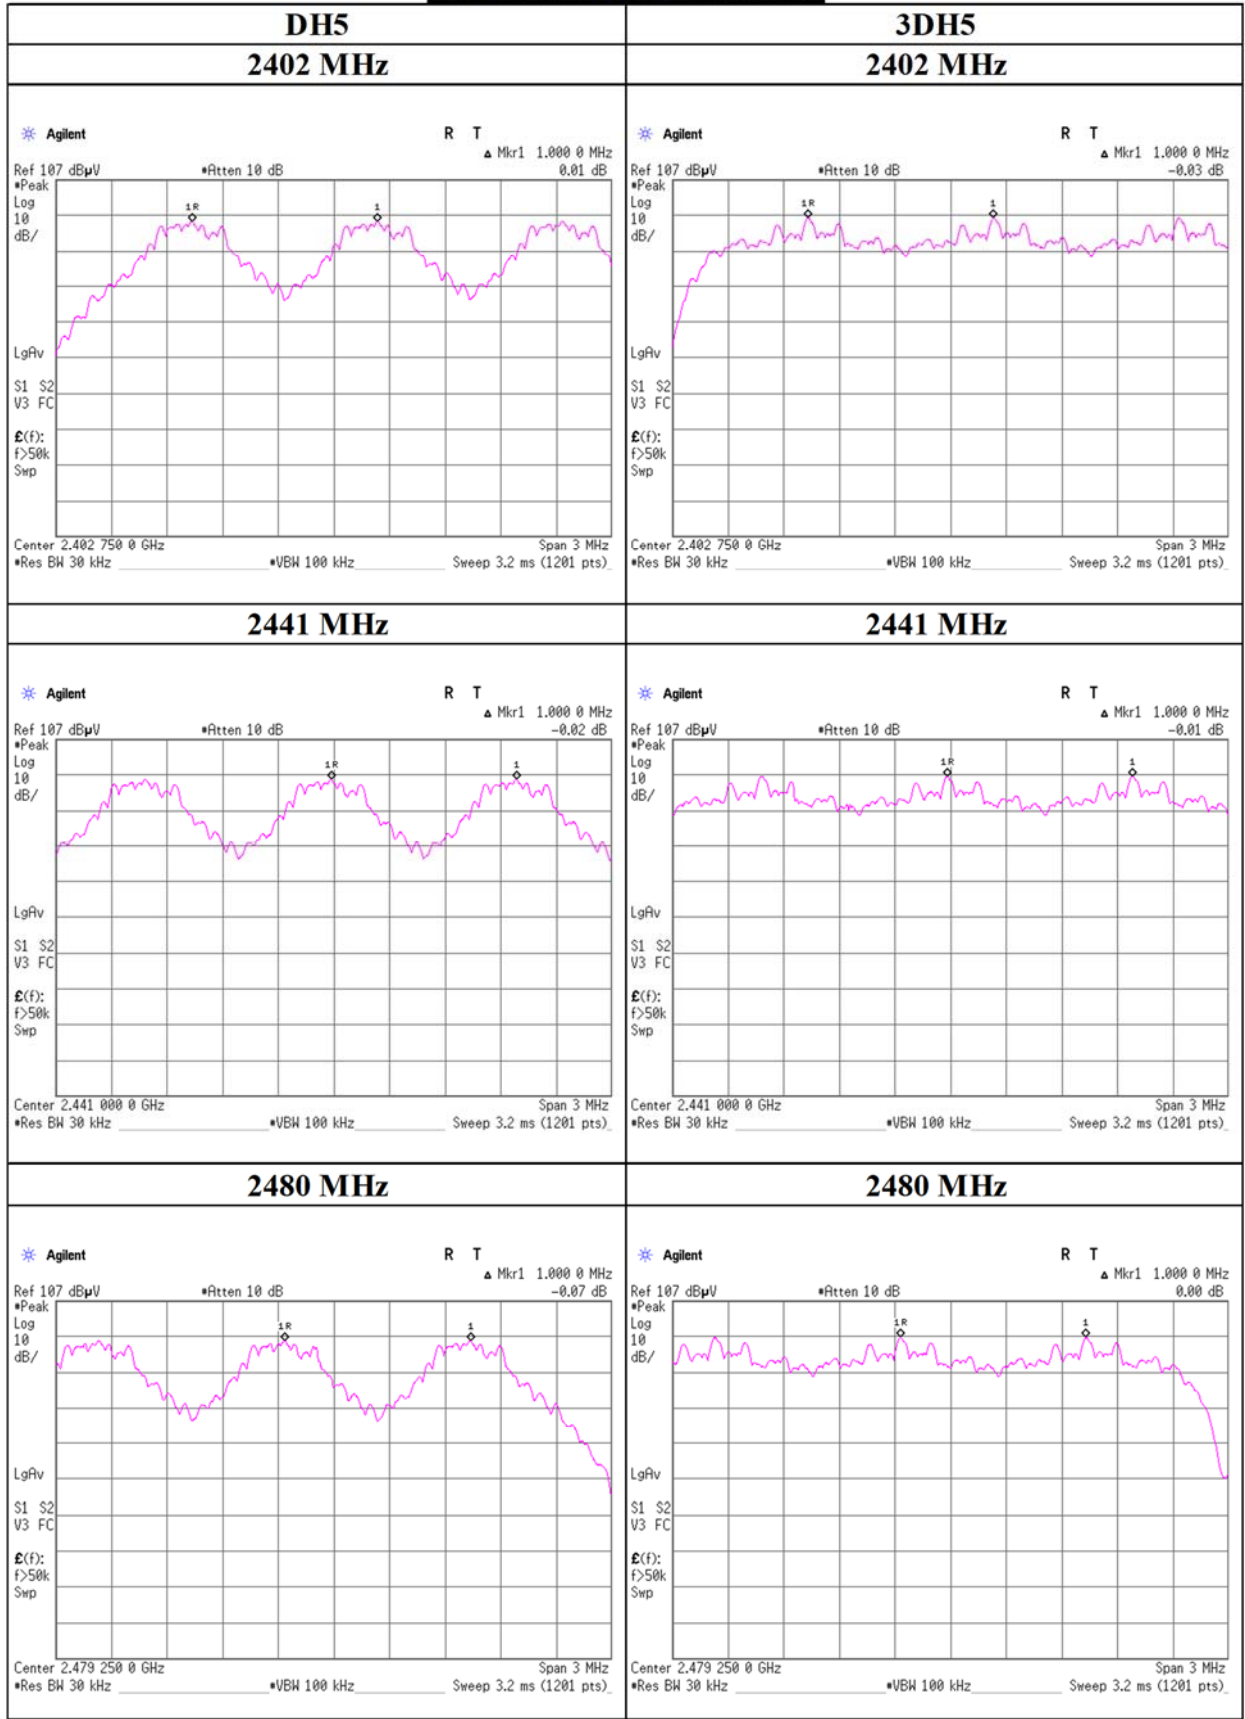 DH5 3DH5
2402 MHz 2402 MHz
Agilent R T
Δ Mkr1 1.000 0 MHz
Ref 107 dBµV *Atten 10 dB 0.01 dB
*Peak
Log
10
dB/
1R 1
LgAv
S1 S2
V3 FC
£(f):
f>50k
Swp
Center 2.402 750 0 GHz Span 3 MHz
*Res BW 30 kHz *VBW 100 kHz Sweep 3.2 ms (1201 pts)
Agilent R T
Δ Mkr1 1.000 0 MHz
Ref 107 dBµV *Atten 10 dB -0.03 dB
*Peak
Log
10
dB/
1R 1
LgAv
S1 S2
V3 FC
£(f):
f>50k
Swp
Center 2.402 750 0 GHz Span 3 MHz
*Res BW 30 kHz *VBW 100 kHz Sweep 3.2 ms (1201 pts)
2441 MHz 2441 MHz
Agilent R T
Δ Mkr1 1.000 0 MHz
Ref 107 dBµV *Atten 10 dB -0.02 dB
*Peak
Log
10
dB/
1R 1
LgAv
S1 S2
V3 FC
£(f):
f>50k
Swp
Center 2.441 000 0 GHz Span 3 MHz
*Res BW 30 kHz *VBW 100 kHz Sweep 3.2 ms (1201 pts)
Agilent R T
Δ Mkr1 1.000 0 MHz
Ref 107 dBµV *Atten 10 dB -0.01 dB
*Peak
Log
10
dB/
1R 1
LgAv
S1 S2
V3 FC
£(f):
f>50k
Swp
Center 2.441 000 0 GHz Span 3 MHz
*Res BW 30 kHz *VBW 100 kHz Sweep 3.2 ms (1201 pts)
2480 MHz 2480 MHz
Agilent R T
Δ Mkr1 1.000 0 MHz
Ref 107 dBµV *Atten 10 dB -0.07 dB
*Peak
Log
10
dB/
1R 1
LgAv
S1 S2
V3 FC
£(f):
f>50k
Swp
Center 2.479 250 0 GHz Span 3 MHz
*Res BW 30 kHz *VBW 100 kHz Sweep 3.2 ms (1201 pts)
Agilent R T
Δ Mkr1 1.000 0 MHz
Ref 107 dBµV *Atten 10 dB 0.00 dB
*Peak
Log
10
dB/
1R 1
LgAv
S1 S2
V3 FC
£(f):
f>50k
Swp
Center 2.479 250 0 GHz Span 3 MHz
*Res BW 30 kHz *VBW 100 kHz Sweep 3.2 ms (1201 pts)